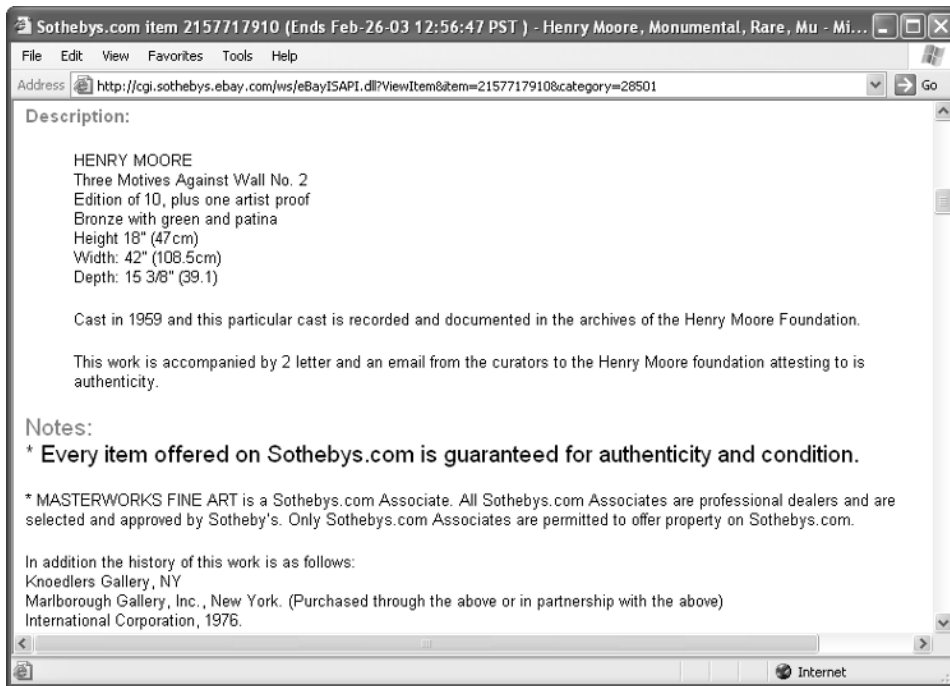 Sothebys.com item 2157717910 (Ends Feb-26-03 12:56:47 PST ) - Henry Moore, Monumental, Rare, Mu - Mi...
File Edit View Favorites Tools Help
Address http://cgi.sothebys.ebay.com/ws/eBayISAPI.dll?ViewItem&item=2157717910&category=28501 Go
Description:
HENRY MOORE
Three Motives Against Wall No. 2
Edition of 10, plus one artist proof
Bronze with green and patina
Height 18" (47cm)
Width: 42" (108.5cm)
Depth: 15 3/8" (39.1)
Cast in 1959 and this particular cast is recorded and documented in the archives of the Henry Moore Foundation.
This work is accompanied by 2 letter and an email from the curators to the Henry Moore foundation attesting to is
authenticity.
Notes:
* Every item offered on Sothebys.com is guaranteed for authenticity and condition.
* MASTERWORKS FINE ART is a Sothebys.com Associate. All Sothebys.com Associates are professional dealers and are
selected and approved by Sotheby's. Only Sothebys.com Associates are permitted to offer property on Sothebys.com.
In addition the history of this work is as follows:
Knoedlers Gallery, NY
Marlborough Gallery, Inc., New York. (Purchased through the above or in partnership with the above)
International Corporation, 1976.
Internet